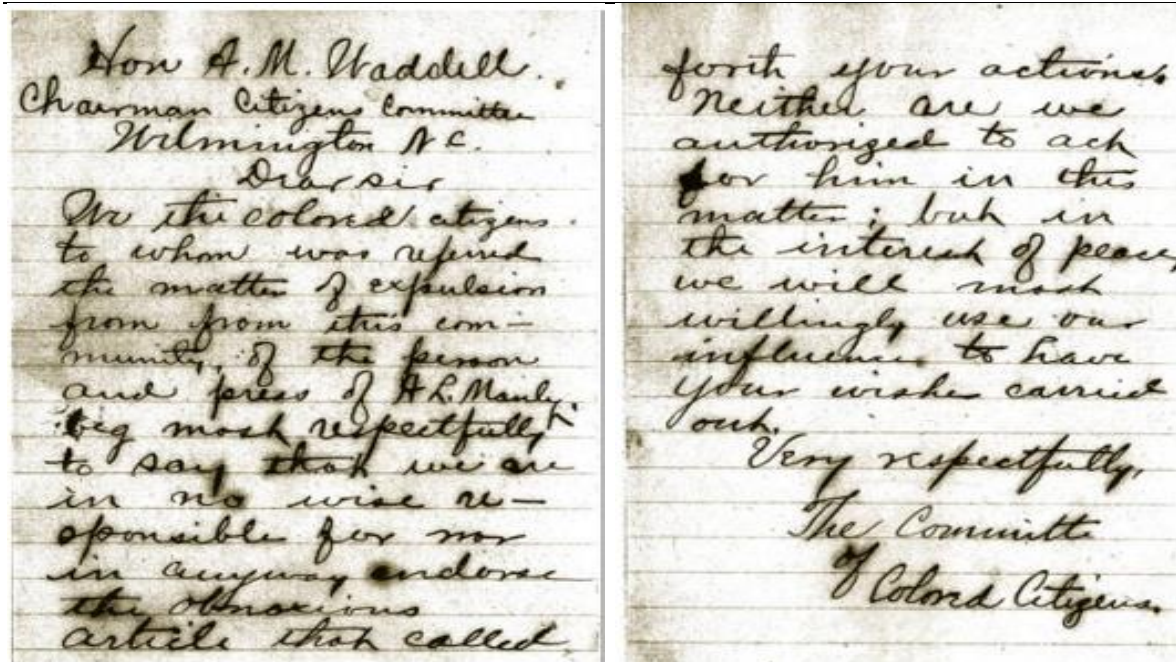 Hon A. M. Waddell.
Chairman Citizens Committee
Wilmington N C.
Dear sir
We the colored citizens
to whom was referred
the matter of expulsion
from from this com-
munity, of the person
and press of A L. Manly.
beg most respectfully
to say that we are
in no wise re-
sponsible for nor
in anyway endorse
the obnoxious
article that called
forth your actions.
Neither are we
authorized to act
for him in this
matter; but in
the interest of peace,
we will most
willingly use our
influence to have
your wishes carried
out.
Very respectfully,
The Committe
of
Colored Citizens.